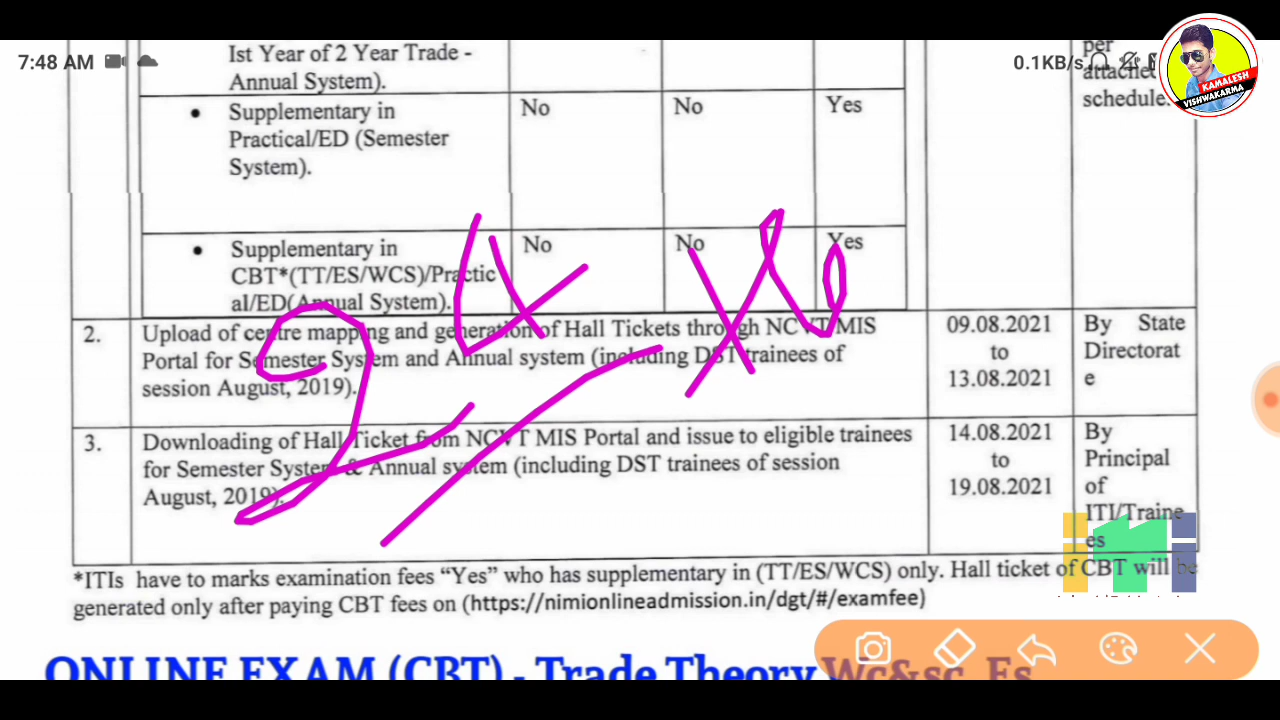 7:48 AM
0.1KB/s
KAMALESH
VISHWAKARMA
Ist Year of 2 Year Trade -
Annual System).
per
attached
schedule.
Supplementary in
Practical/ED (Semester
System).
No No Yes
Supplementary in
CBT*(TT/ES/WCS)/Practic
al/ED(Annual System).
No No Yes
2. Upload of centre mapping and generation of Hall Tickets through NCVT MIS
Portal for Semester System and Annual system (including DST trainees of
session August, 2019).
09.08.2021
to
13.08.2021
By State
Directorat
e
3. Downloading of Hall Ticket from NCVT MIS Portal and issue to eligible trainees
for Semester System & Annual system (including DST trainees of session
August, 2019).
14.08.2021
to
19.08.2021
By
Principal
of
ITI/Traine
es
*ITIs have to marks examination fees “Yes” who has supplementary in (TT/ES/WCS) only. Hall ticket of CBT will be
generated only after paying CBT fees on (https://nimionlineadmission.in/dgt/#/examfee)
ONLINE EXAM (CBT) - Trade Theory Wc&sc, Es